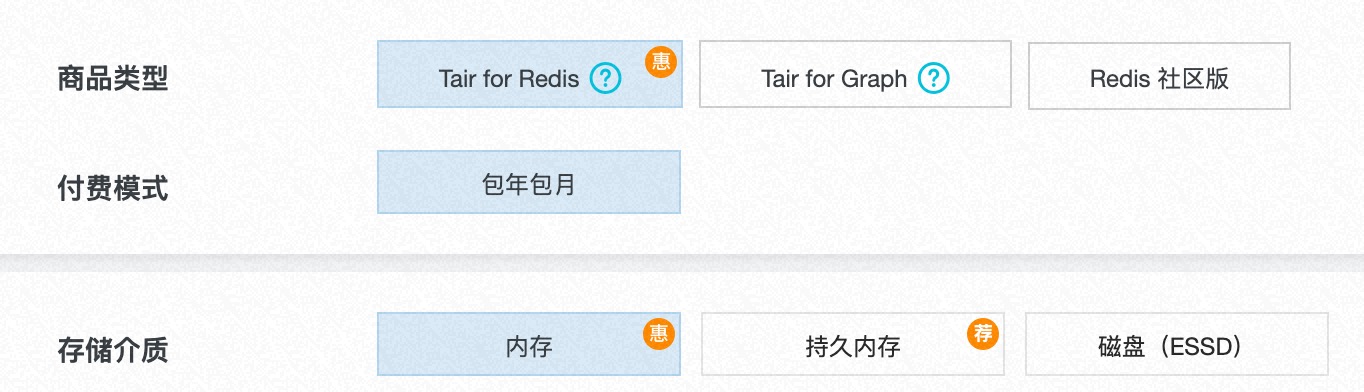 商品类型 Tair for Redis ? 惠 Tair for Graph ? Redis 社区版
付费模式 包年包月
存储介质 内存 惠 持久内存 荐 磁盘（ESSD）